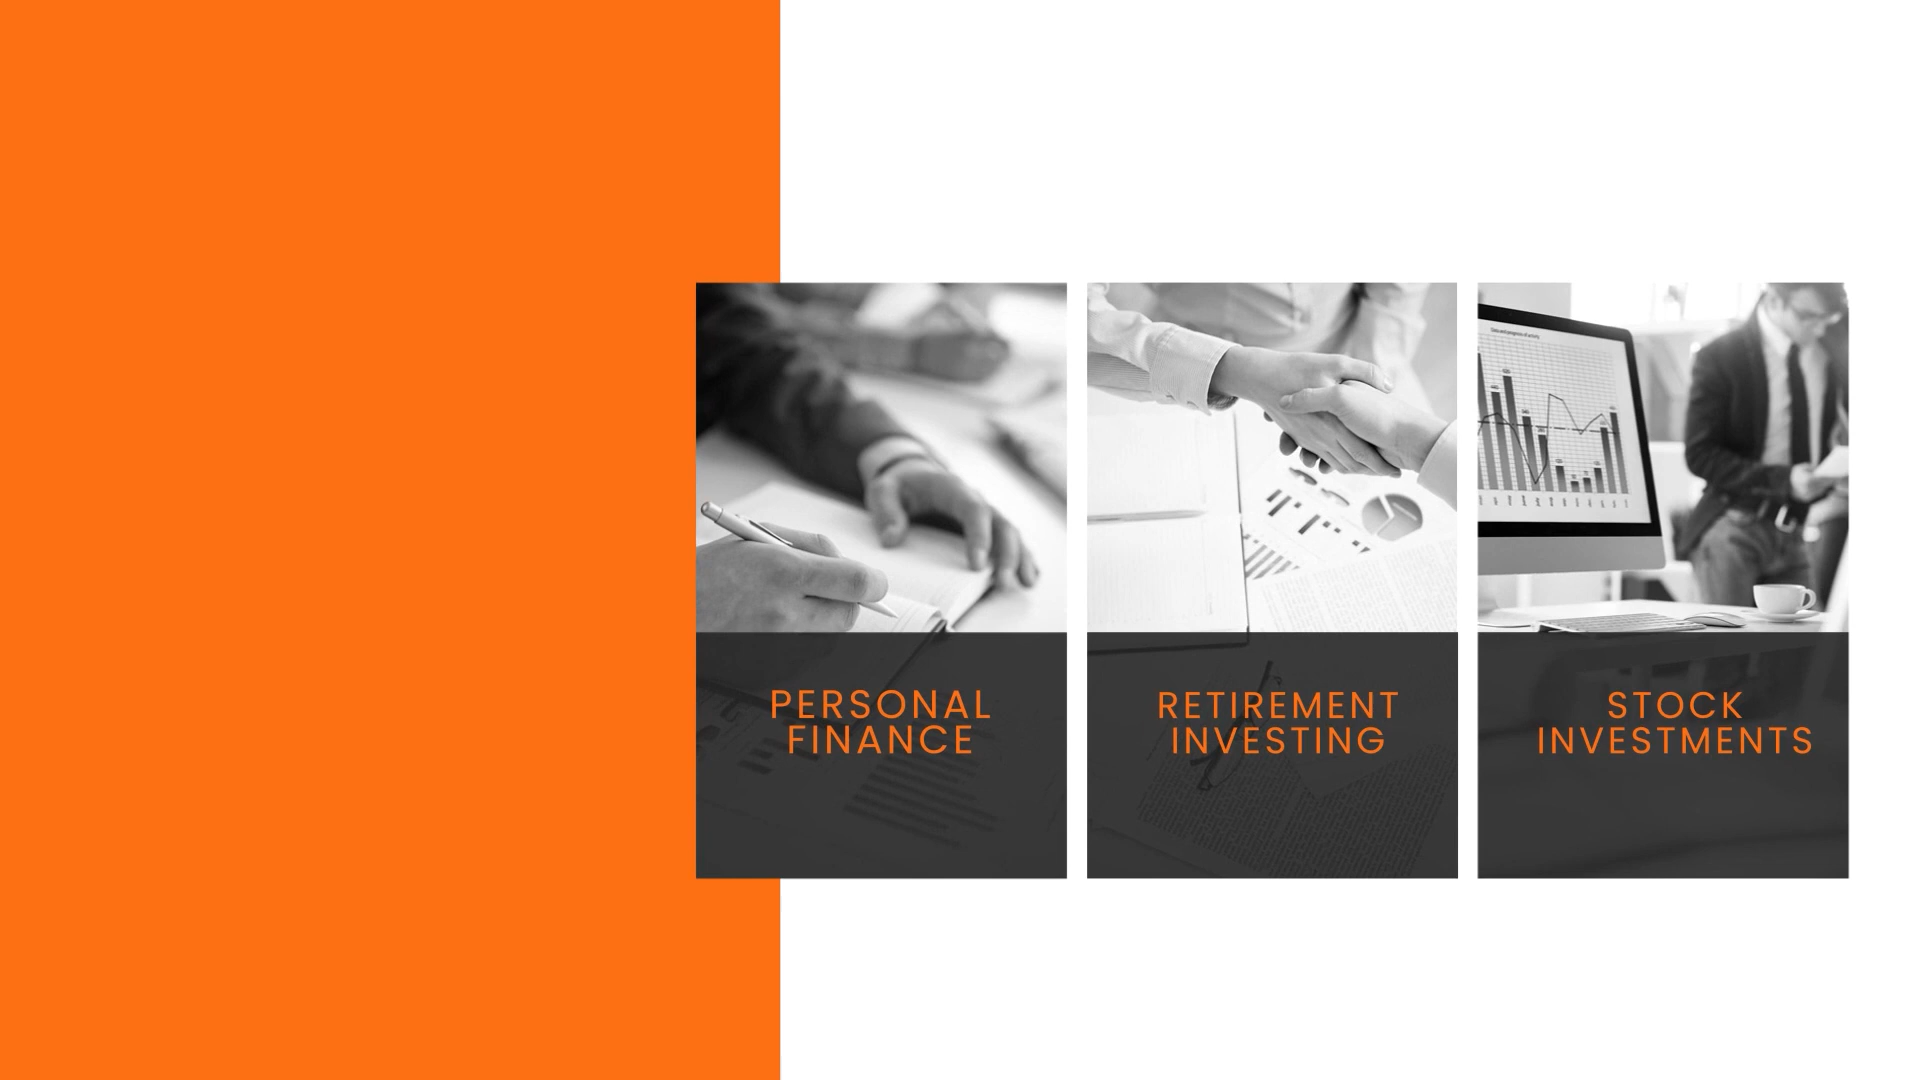 PERSONAL
FINANCE
RETIREMENT
INVESTING
STOCK
INVESTMENTS